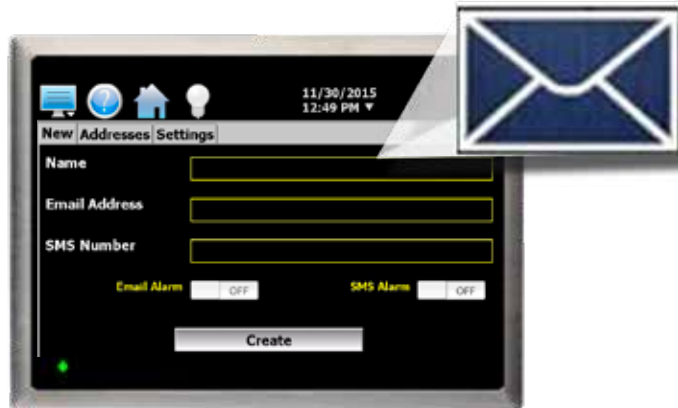 11/30/2015
12:49 PM ▼
New Addresses Settings
Name
Email Address
SMS Number
Email Alarm OFF SMS Alarm OFF
Create